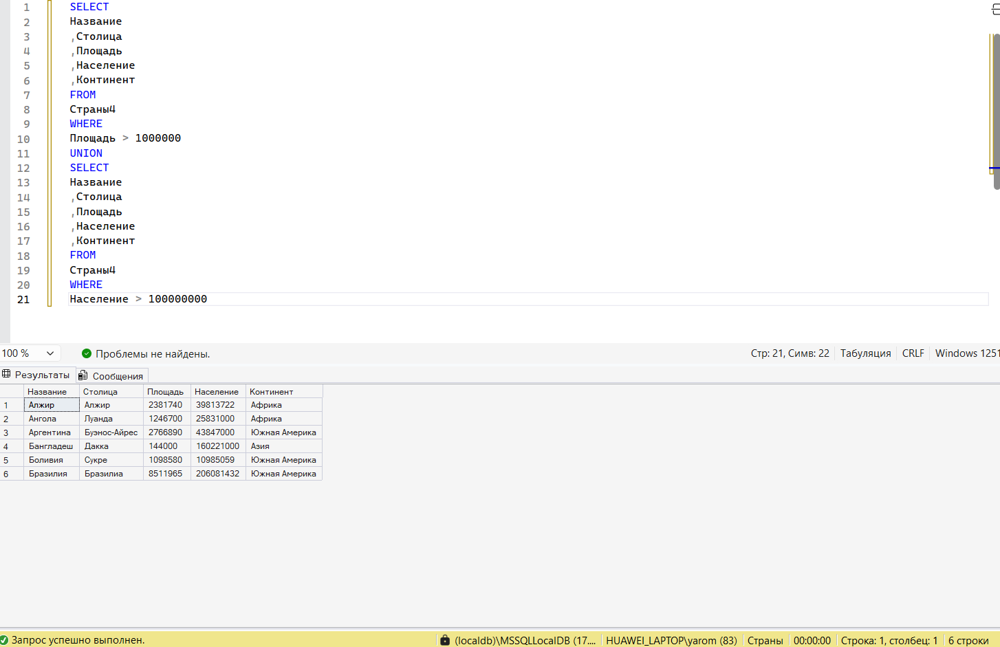 1 SELECT
2 Название
3 ,Столица
4 ,Площадь
5 ,Население
6 ,Континент
7 FROM
8 Страны4
9 WHERE
10 Площадь > 1000000
11 UNION
12 SELECT
13 Название
14 ,Столица
15 ,Площадь
16 ,Население
17 ,Континент
18 FROM
19 Страны4
20 WHERE
21 Население > 100000000
100 % Проблемы не найдены. Стр: 21, Симв: 22 Табуляция CRLF Windows 1251
Результаты Сообщения
Название Столица Площадь Население Континент
1 Алжир Алжир 2381740 39813722 Африка
2 Ангола Луанда 1246700 25831000 Африка
3 Аргентина Буэнос-Айрес 2766890 43847000 Южная Америка
4 Бангладеш Дакка 144000 160221000 Азия
5 Боливия Сукре 1098580 10985059 Южная Америка
6 Бразилия Бразилиа 8511965 206081432 Южная Америка
Запрос успешно выполнен. (localdb)\MSSQLLocalDB (17.... HUAWEI_LAPTOP\yarom (83) Страны 00:00:00 Строка: 1, столбец: 1 6 строки